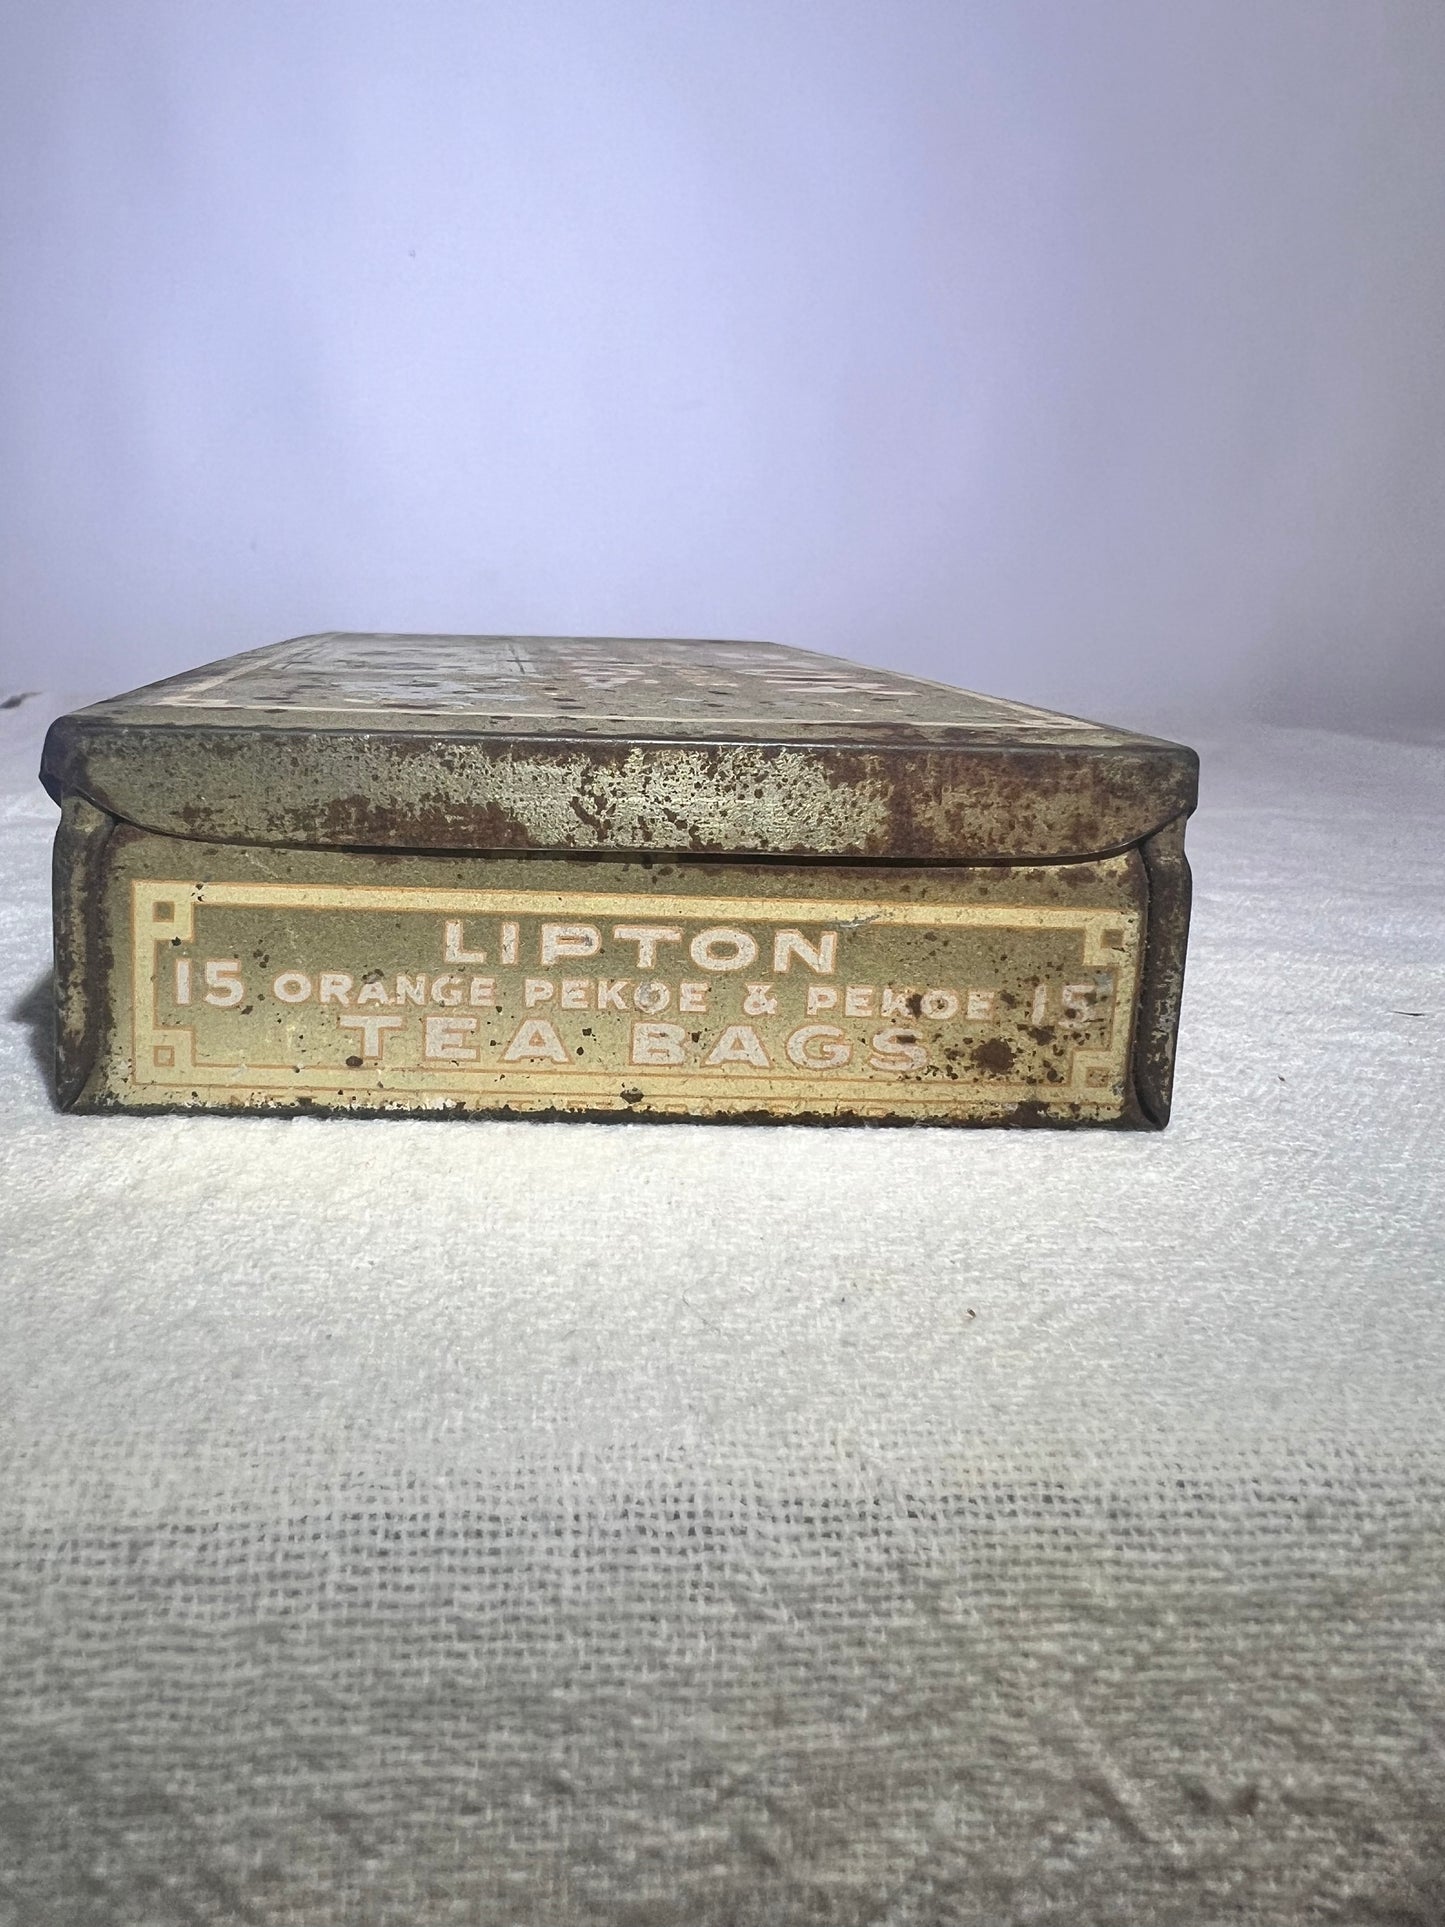 LIPTON
15 ORANGE PEKOE & PEKOE 15
TEA BAGS